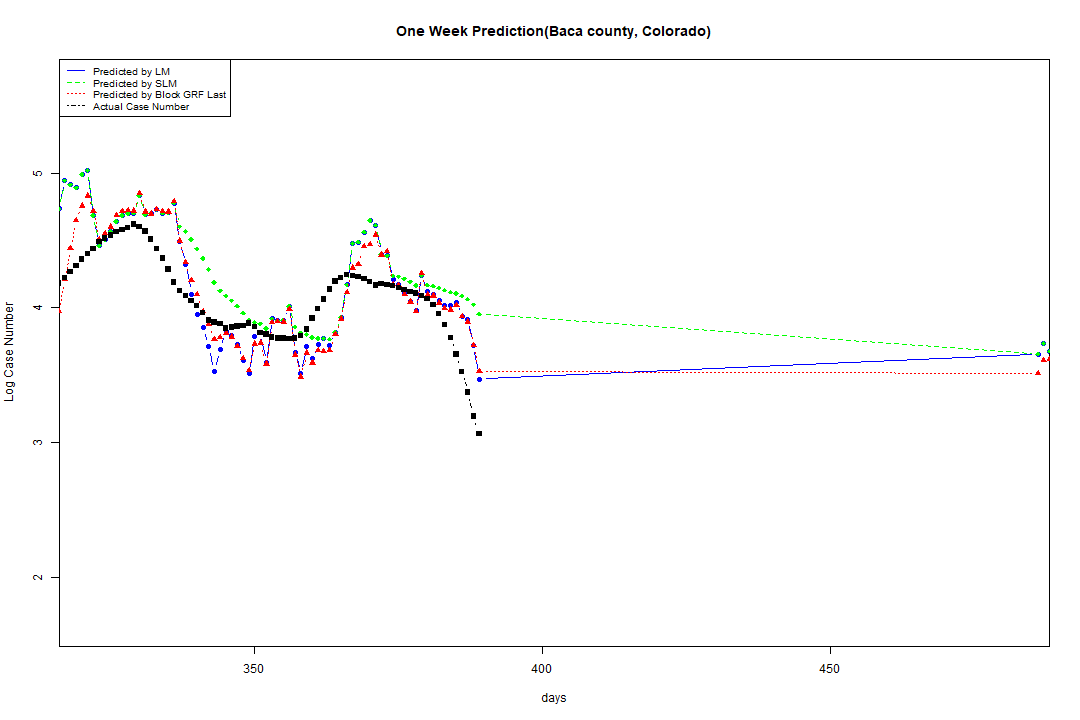 One Week Prediction(Baca county, Colorado)
Predicted by LM
Predicted by SLM
Predicted by Block GRF Last
Actual Case Number
5
4
3
2
Log Case Number
350
400
450
days